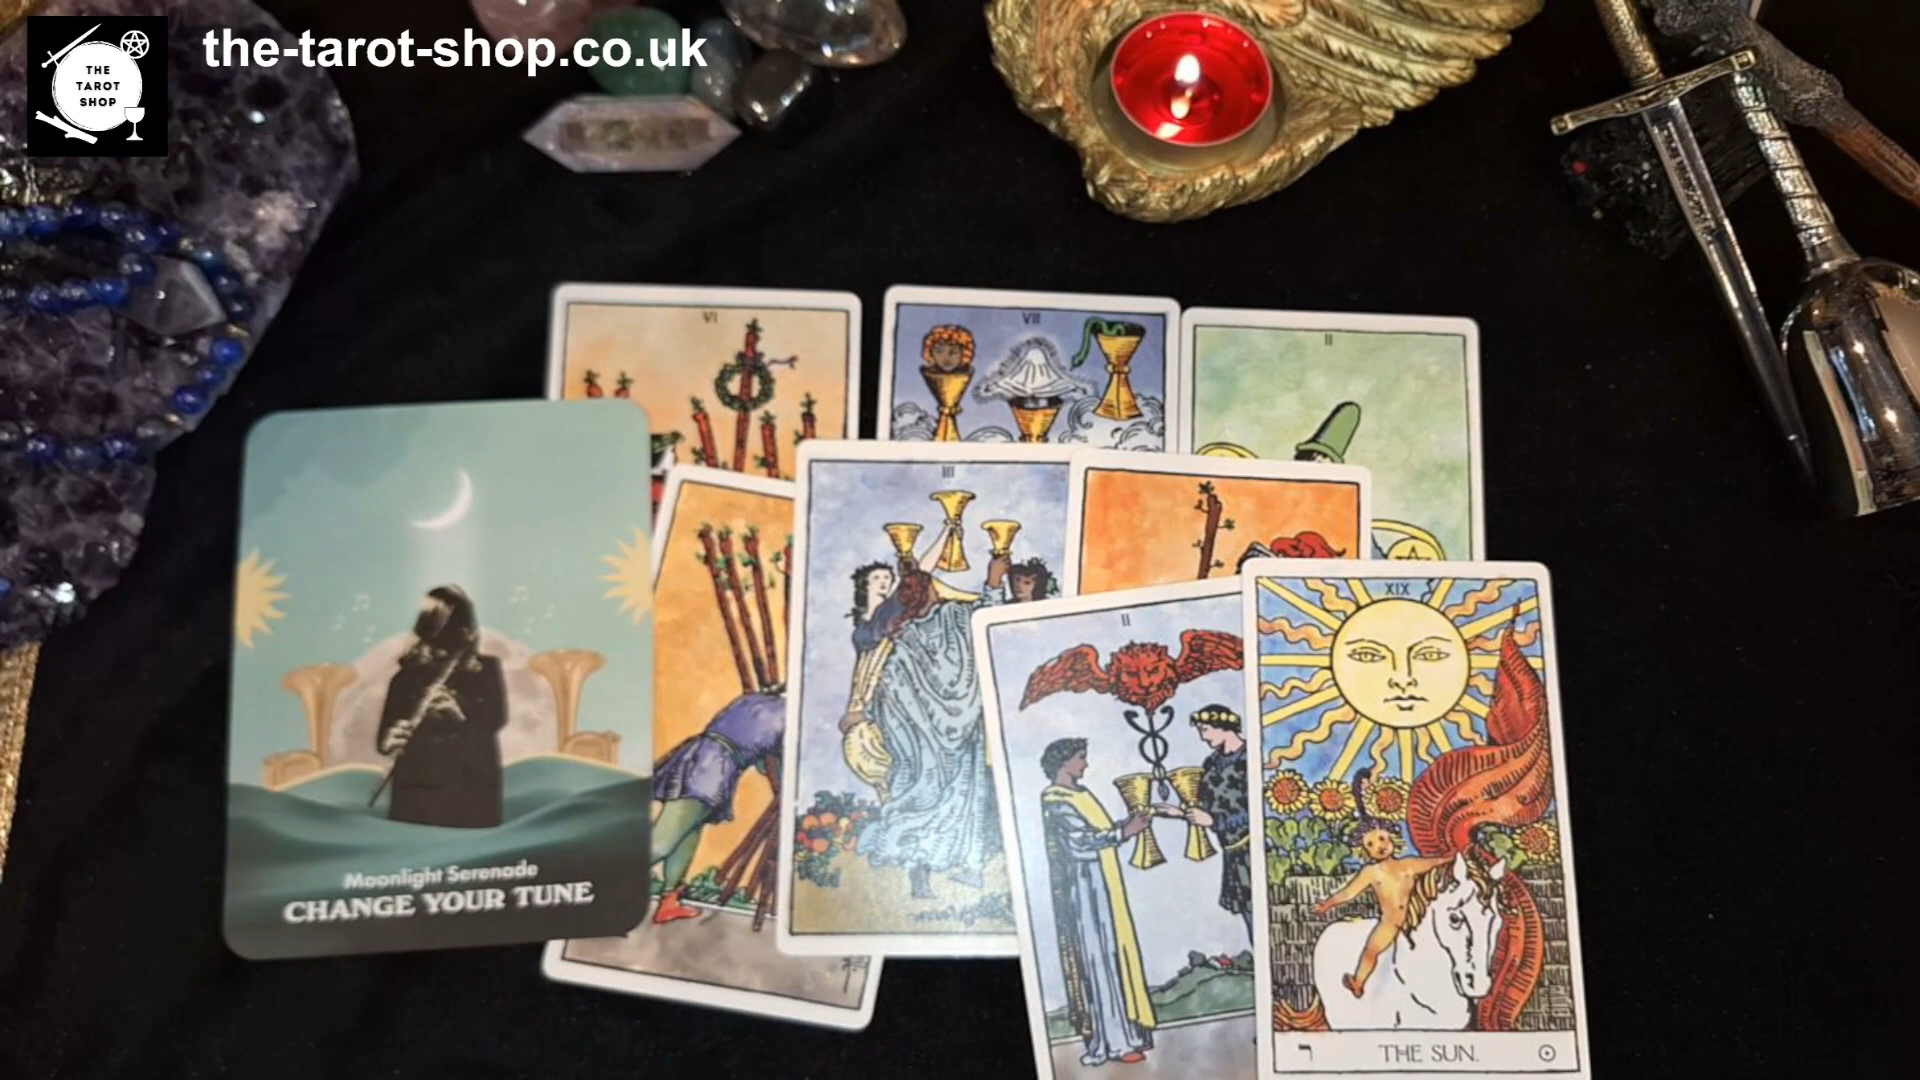 THE
TAROT
SHOP
the-tarot-shop.co.uk
VI
VII
II
III
II
XIX
Moonlight Serenade
CHANGE YOUR TUNE
ר
THE SUN.